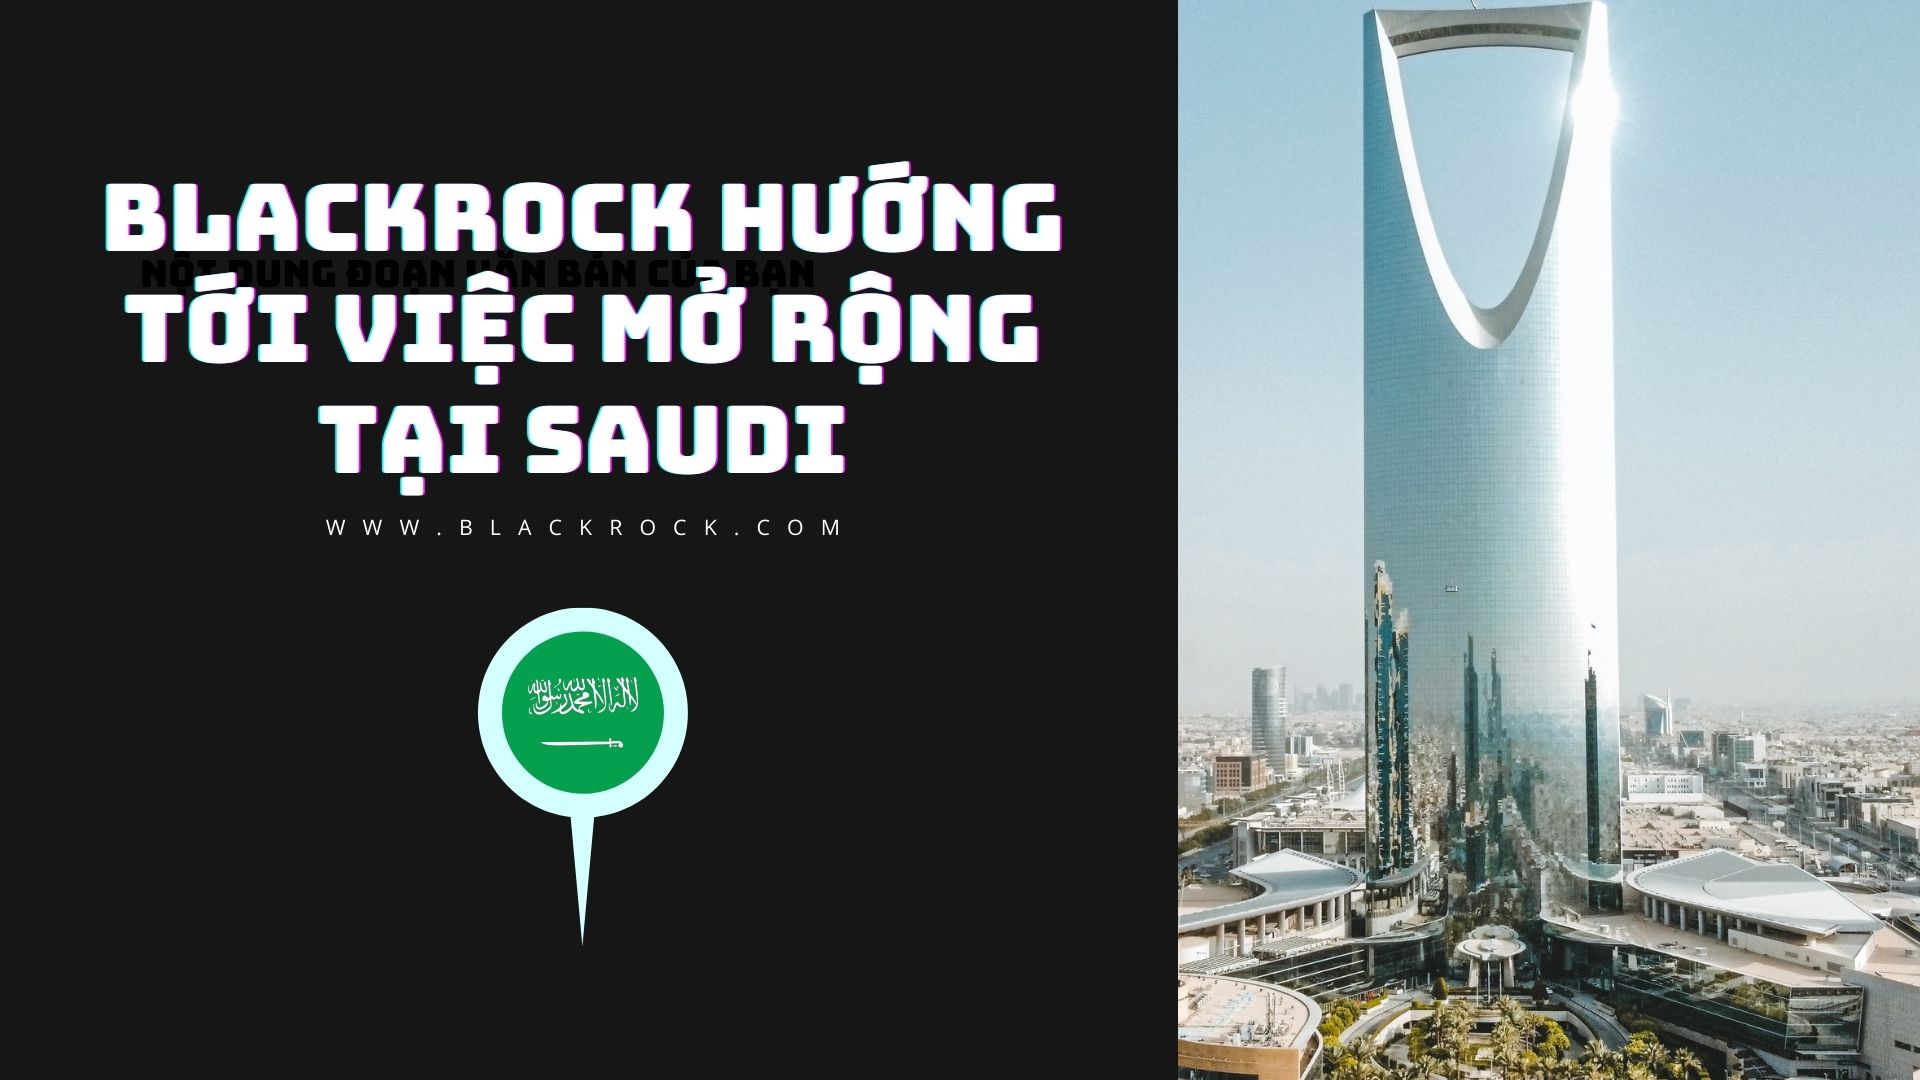 BLACKROCK HƯỚNG
NỘI DUNG ĐOẠN VĂN BẢN CỦA BẠN
TỚI VIỆC MỞ RỘNG
TẠI SAUDI
WWW.BLACKROCK.COM
لا إله إلا الله محمد رسول الله